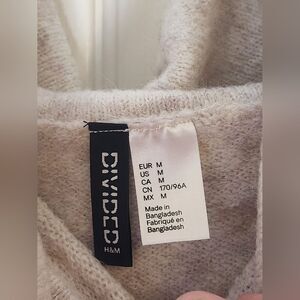 DIVIDED
H&M
EUR M
US M
CA M
CN 170/96A
MX M
Made in
Bangladesh
Fabriqué en
Bangladesh